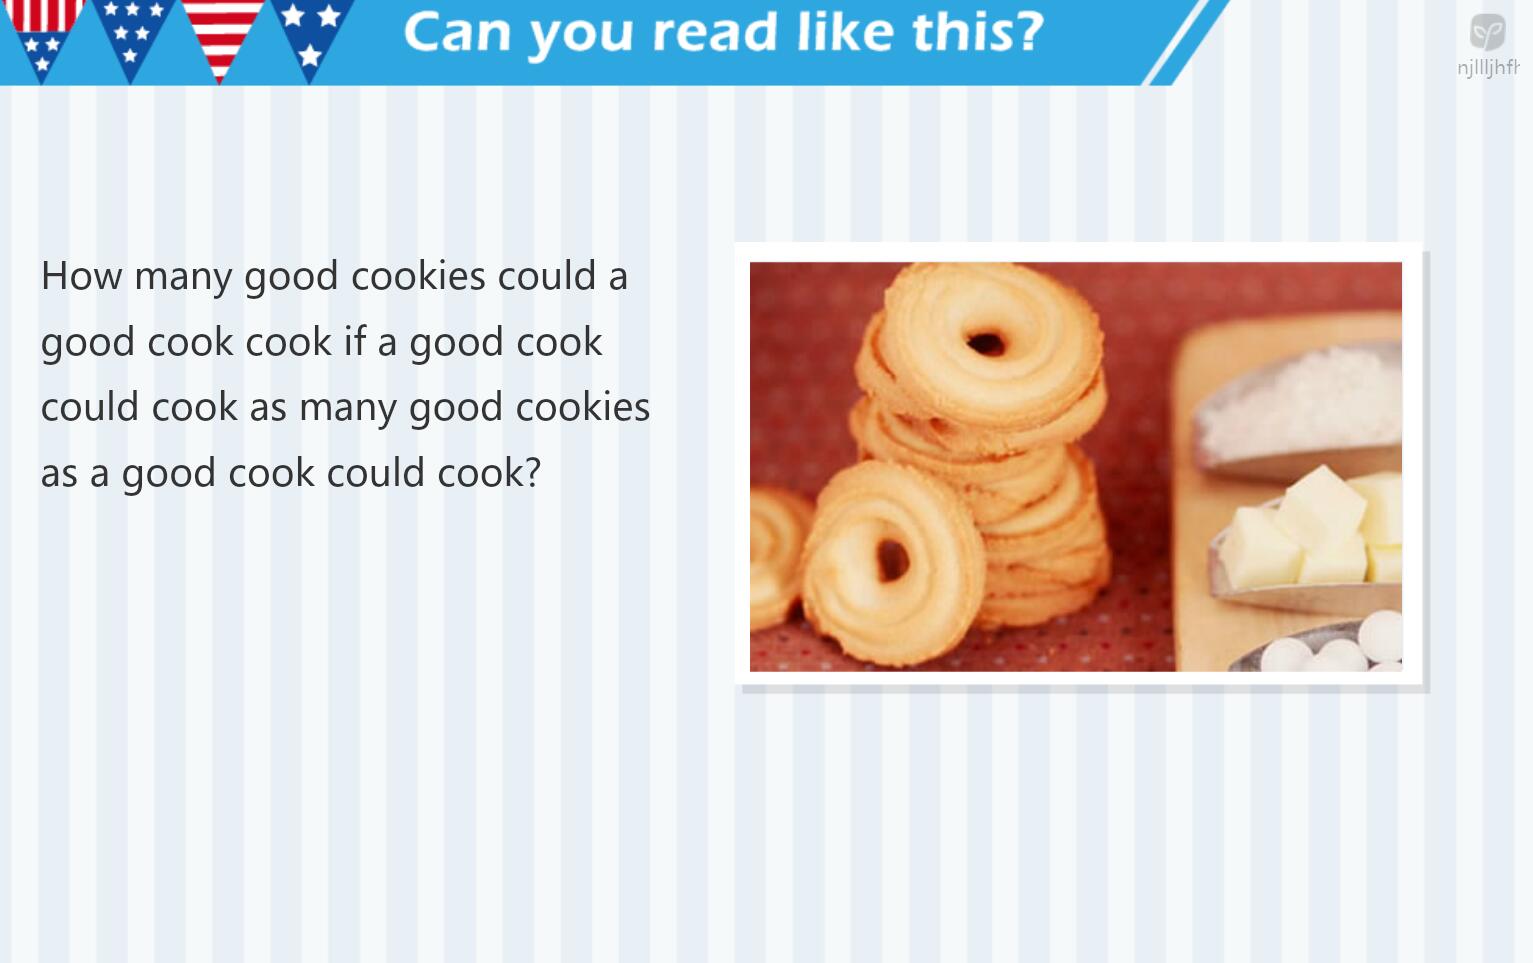 Can you read like this?
How many good cookies could a
good cook cook if a good cook
could cook as many good cookies
as a good cook could cook?